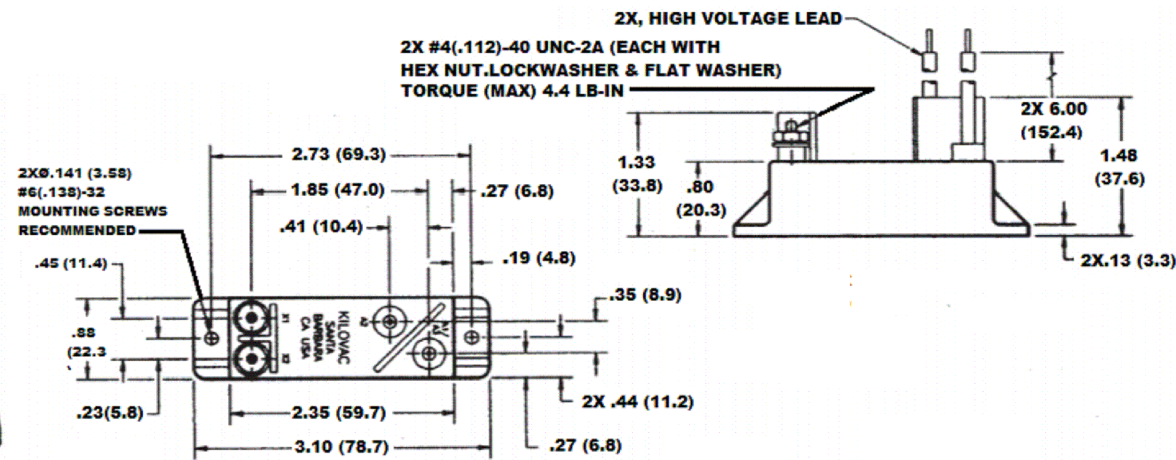 2X, HIGH VOLTAGE LEAD
2X #4(.112)-40 UNC-2A (EACH WITH
HEX NUT.LOCKWASHER & FLAT WASHER)
TORQUE (MAX) 4.4 LB-IN
2X 6.00
(152.4)
1.33
(33.8)
.80
(20.3)
1.48
(37.6)
2X.13 (3.3)
2.73 (69.3)
2XØ.141 (3.58)
#6(.138)-32
MOUNTING SCREWS
RECOMMENDED
1.85 (47.0)
.27 (6.8)
.41 (10.4)
.19 (4.8)
.45 (11.4)
.35 (8.9)
.88
(22.3
X1
X2
KILOVAC
SANTA
BARBARA
CA USA
A2
A1/
A3
.23(5.8)
2.35 (59.7)
2X .44 (11.2)
3.10 (78.7)
.27 (6.8)